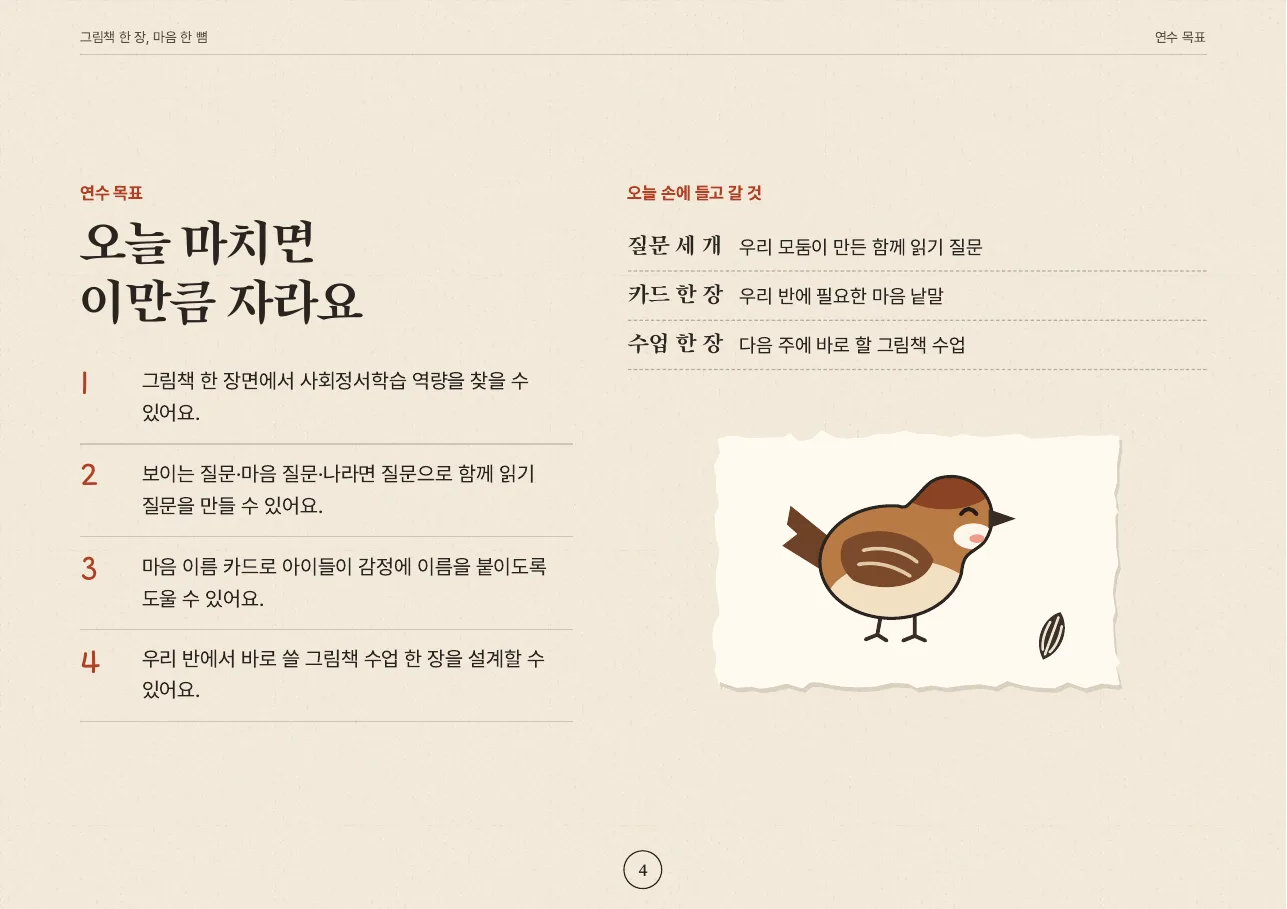 그림책 한 장, 마음 한 뼘
연수 목표
연수 목표
오늘 마치면
이만큼 자라요
1 그림책 한 장면에서 사회정서학습 역량을 찾을 수
있어요.
2 보이는 질문·마음 질문·나라면 질문으로 함께 읽기
질문을 만들 수 있어요.
3 마음 이름 카드로 아이들이 감정에 이름을 붙이도록
도울 수 있어요.
4 우리 반에서 바로 쓸 그림책 수업 한 장을 설계할 수
있어요.
오늘 손에 들고 갈 것
질문 세 개 우리 모둠이 만든 함께 읽기 질문
카드 한 장 우리 반에 필요한 마음 낱말
수업 한 장 다음 주에 바로 할 그림책 수업
4